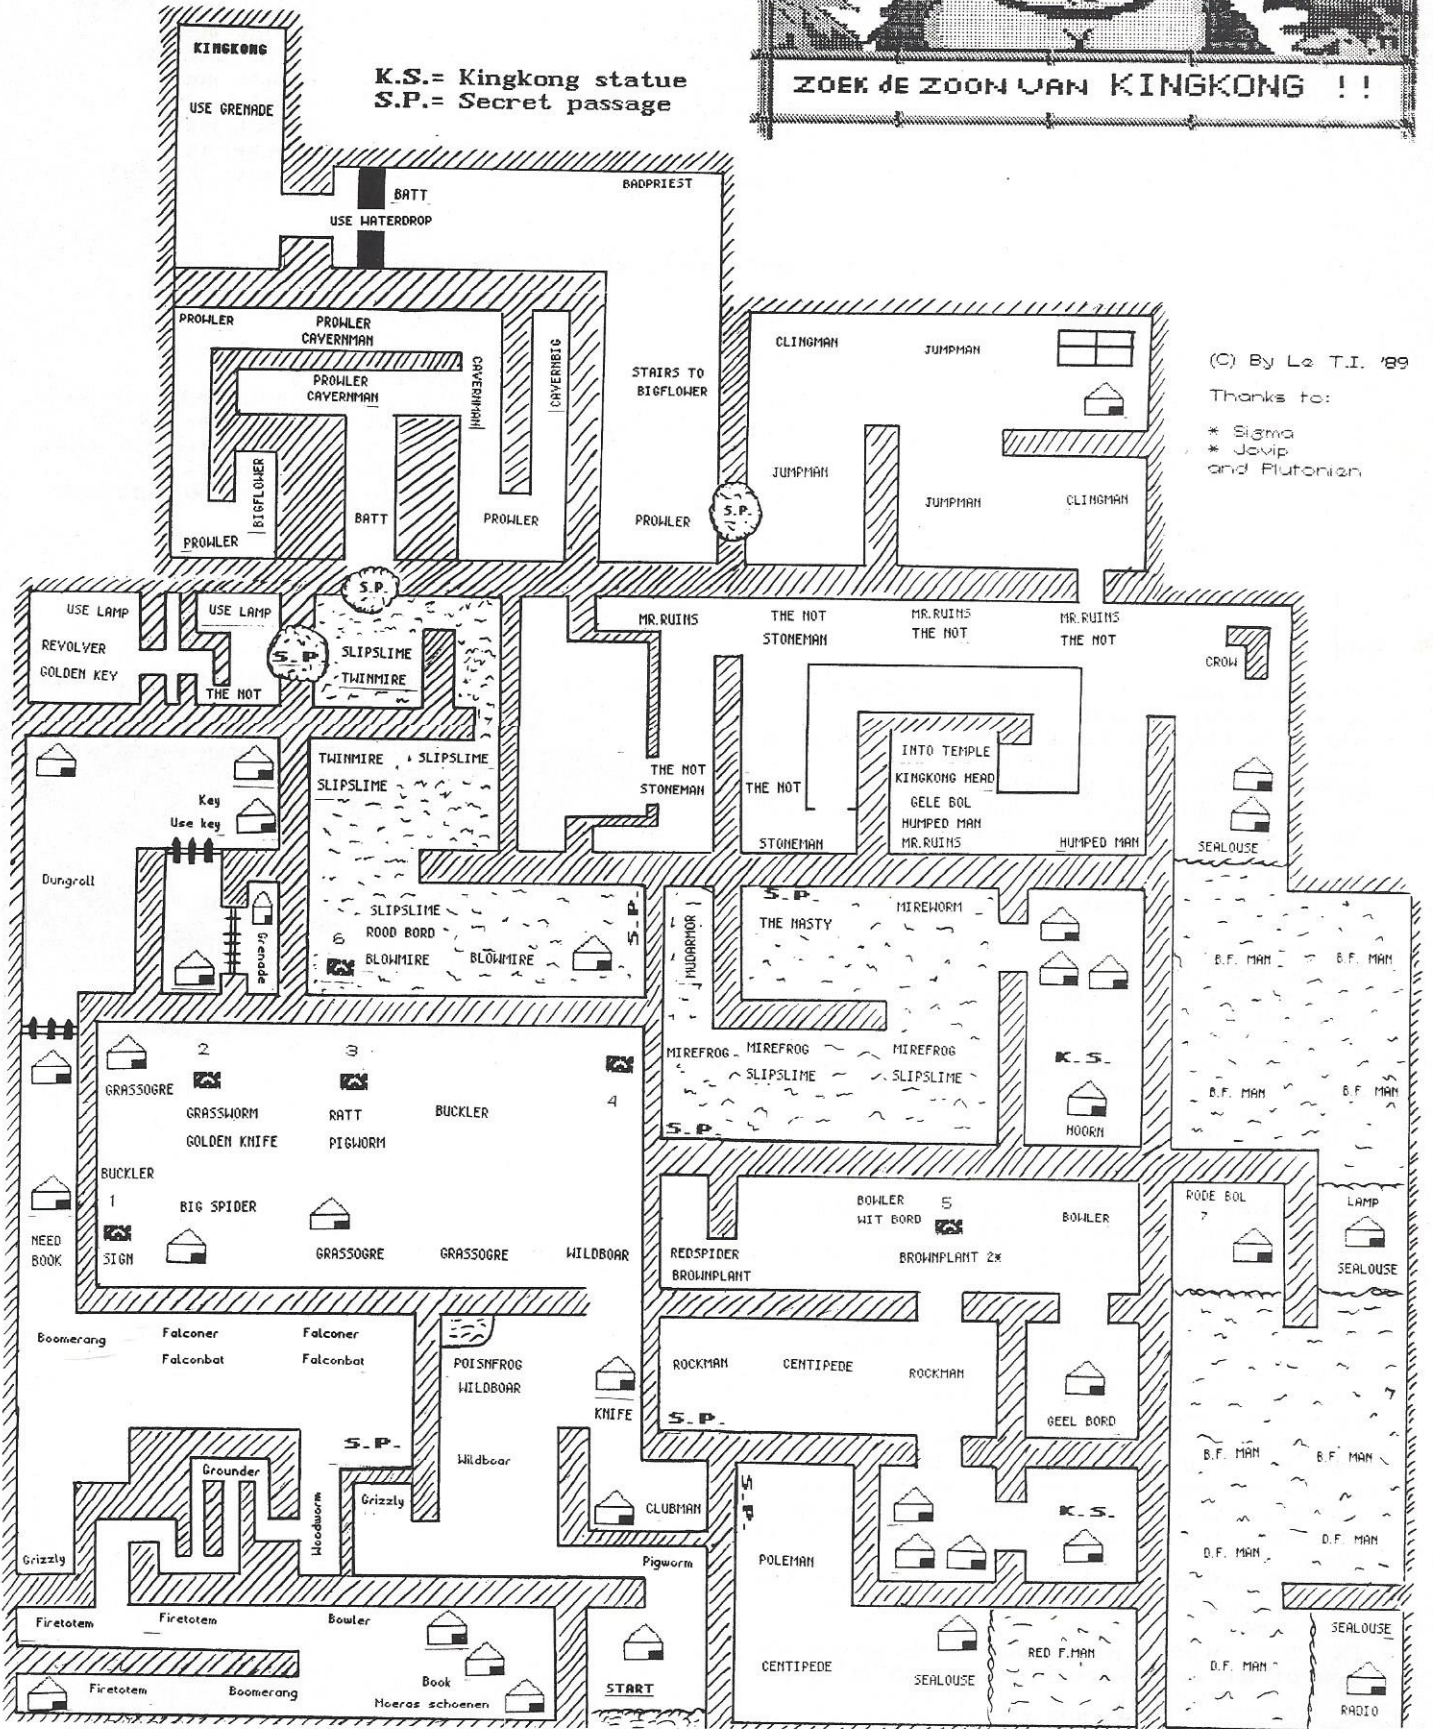 KINGKONG
USE GRENADE
K.S.= Kingkong statue
S.P.= Secret passage
ZOEK dE ZOON VAN KINGKONG !!
BATT
USE WATERDROP
BADPRIEST
PROWLER
PROWLER
CAVERNMAN
PROWLER
CAVERNMAN
CAVERNMAN
CAVERNBIG
STAIRS TO
BIGFLOWER
BIGFLOWER
PROWLER
BATT
PROWLER
PROWLER
S.P.
CLINGMAN
JUMPMAN
JUMPMAN
JUMPMAN
CLINGMAN
(C) By Le T.I. '89
Thanks to:
* Sigma
* Jovip
and Plutonien
USE LAMP
USE LAMP
REVOLVER
GOLDEN KEY
THE NOT
S.P.
S.P
SLIPSLIME
TWINMIRE
MR.RUINS
THE NOT
STONEMAN
MR.RUINS
THE NOT
MR.RUINS
THE NOT
CROW
TWINMIRE
SLIPSLIME
SLIPSLIME
THE NOT
STONEMAN
THE NOT
STONEMAN
INTO TEMPLE
KINGKONG HEAD
GELE BOL
HUMPED MAN
MR.RUINS
HUMPED MAN
SEALOUSE
Key
Use key
Dungroll
Grenade
SLIPSLIME
ROOD BORD
6
BLOWMIRE
BLOWMIRE
S.P.
MUDARMOR
S.P.
THE NASTY
MIREWORM
B.F. MAN
B.F. MAN
MIREFROG
MIREFROG
MIREFROG
SLIPSLIME
SLIPSLIME
S.P.
K.S.
HOORN
B.F. MAN
B.F. MAN
GRASSOGRE
2
3
4
GRASSWORM
GOLDEN KNIFE
RATT
PIGWORM
BUCKLER
BUCKLER
1
SIGN
BIG SPIDER
GRASSOGRE
GRASSOGRE
WILDBOAR
NEED
BOOK
REDSPIDER
BROWNPLANT
BOWLER
WIT BORD
5
BROWNPLANT 2*
BOWLER
RODE BOL
7
LAMP
SEALOUSE
Boomerang
Falconer
Falconbat
Falconer
Falconbat
POISNFROG
WILDBOAR
KNIFE
ROCKMAN
CENTIPEDE
ROCKMAN
S.P.
GEEL BORD
S.P.
Wildboar
Grounder
Woodworm
Grizzly
CLUBMAN
S.P.
B.F. MAN
B.F. MAN
K.S.
Grizzly
Pigworm
POLEMAN
D.F. MAN
D.F. MAN
Firetotem
Firetotem
Bowler
Firetotem
Boomerang
Book
Moeras schoenen
START
CENTIPEDE
SEALOUSE
RED F.MAN
D.F. MAN
SEALOUSE
RADIO